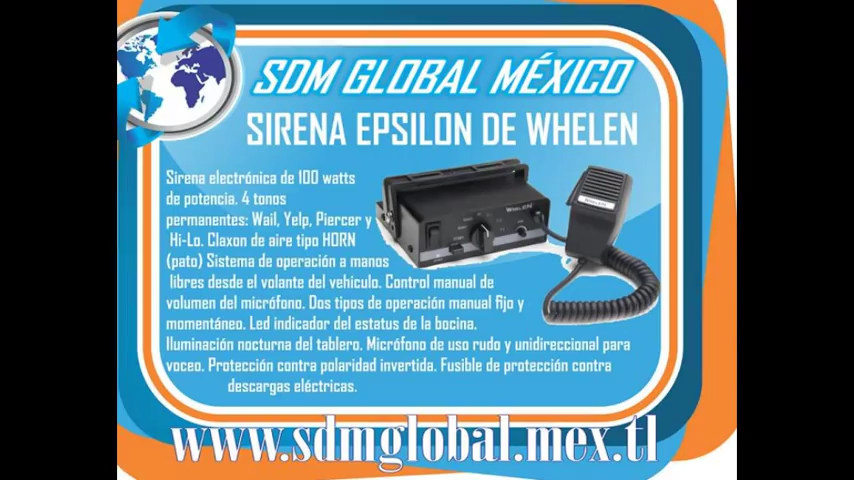 SDM GLOBAL MÉXICO
SIRENA EPSILON DE WHELEN
Sirena electrónica de 100 watts
de potencia. 4 tonos
permanentes: Wail, Yelp, Piercer y
Hi-Lo. Claxon de aire tipo HORN
(pato) Sistema de operación a manos
libres desde el volante del vehiculo. Control manual de
volumen del micrófono. Dos tipos de operación manual fijo y
momentáneo. Led indicador del estatus de la bocina.
Iluminación nocturna del tablero. Micrófono de uso rudo y unidireccional para
voceo. Protección contra polaridad invertida. Fusible de protección contra
descargas eléctricas.
WHELEN
WHELEN
www.sdmglobal.mex.tl